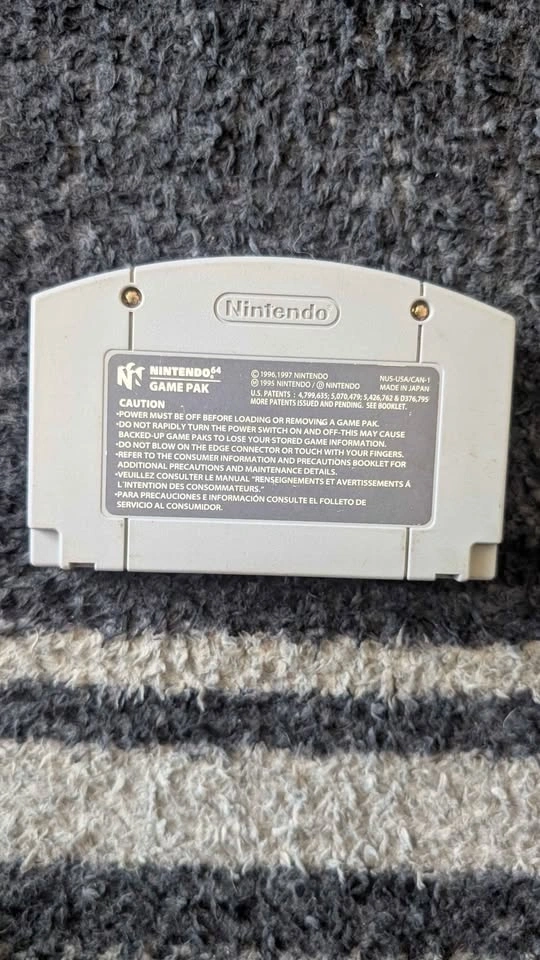 Nintendo
NINTENDO64
GAME PAK
© 1996,1997 NINTENDO
Ⓜ 1995 NINTENDO / Ⓓ NINTENDO
NUS-USA/CAN-1
MADE IN JAPAN
U.S. PATENTS : 4,799,635; 5,070,479; 5,426,762 & D376,795
MORE PATENTS ISSUED AND PENDING. SEE BOOKLET.
CAUTION
•POWER MUST BE OFF BEFORE LOADING OR REMOVING A GAME PAK.
•DO NOT RAPIDLY TURN THE POWER SWITCH ON AND OFF-THIS MAY CAUSE
BACKED-UP GAME PAKS TO LOSE YOUR STORED GAME INFORMATION.
•DO NOT BLOW ON THE EDGE CONNECTOR OR TOUCH WITH YOUR FINGERS.
•REFER TO THE CONSUMER INFORMATION AND PRECAUTIONS BOOKLET FOR
ADDITIONAL PRECAUTIONS AND MAINTENANCE DETAILS.
•VEUILLEZ CONSULTER LE MANUAL "RENSEIGNEMENTS ET AVERTISSEMENTS À
L'INTENTION DES CONSOMMATEURS."
•PARA PRECAUCIONES E INFORMACIÓN CONSULTE EL FOLLETO DE
SERVICIO AL CONSUMIDOR.